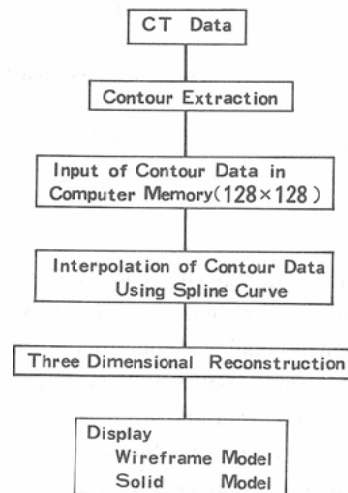 CT Data
Contour Extraction
Input of Contour Data in
Computer Memory(128×128)
Interpolation of Contour Data
Using Spline Curve
Three Dimensional Reconstruction
Display
Wireframe Model
Solid Model